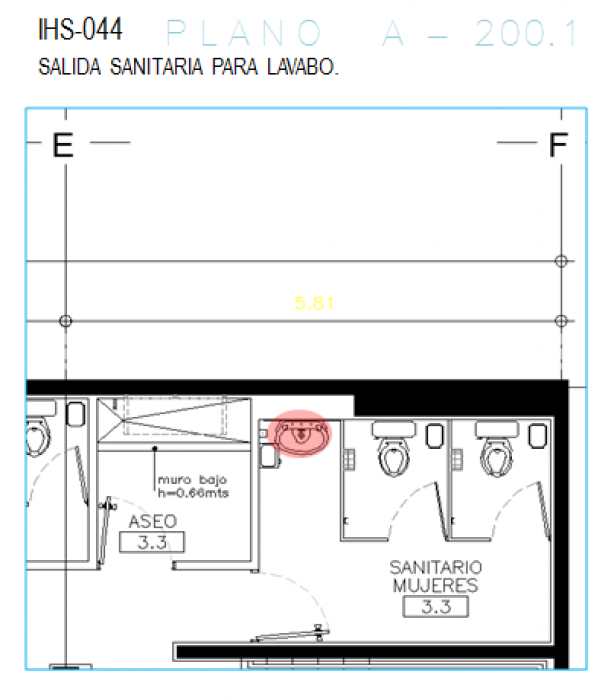 IHS-044 PLANO A - 200.1
SALIDA SANITARIA PARA LAVABO.
E F
5.81
muro bajo
h=0.66mts
ASEO
3.3
SANITARIO
MUJERES
3.3